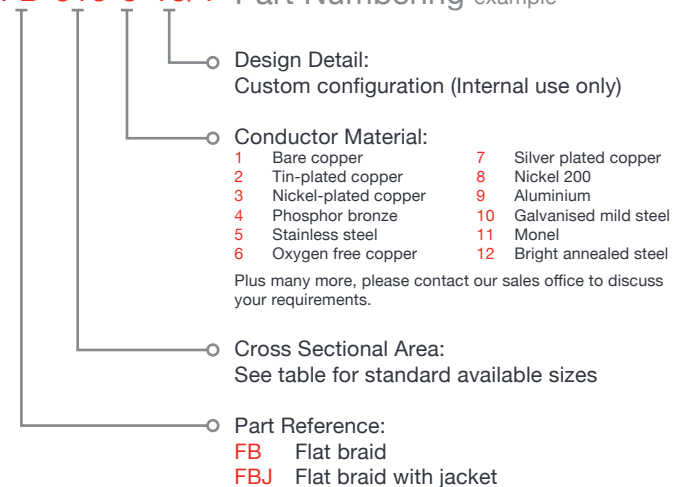 Part Numbering example
Design Detail:
Custom configuration (Internal use only)
Conductor Material:
1 Bare copper
2 Tin-plated copper
3 Nickel-plated copper
4 Phosphor bronze
5 Stainless steel
6 Oxygen free copper
7 Silver plated copper
8 Nickel 200
9 Aluminium
10 Galvanised mild steel
11 Monel
12 Bright annealed steel
Plus many more, please contact our sales office to discuss
your requirements.
Cross Sectional Area:
See table for standard available sizes
Part Reference:
FB Flat braid
FBJ Flat braid with jacket